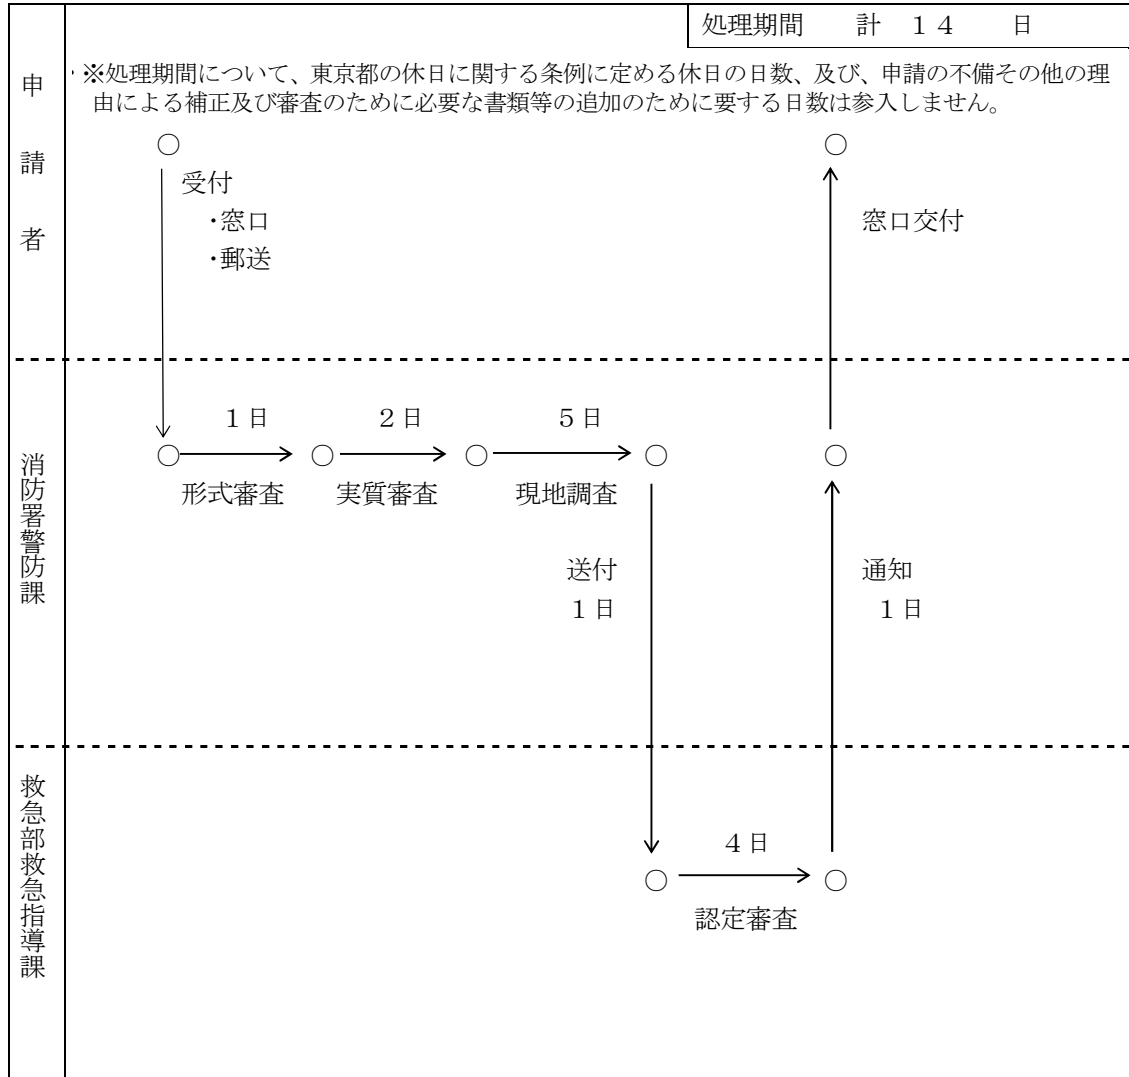 処理期間 計 １４ 日
※処理期間について、東京都の休日に関する条例に定める休日の日数、及び、申請の不備その他の理
由による補正及び審査のために必要な書類等の追加のために要する日数は参入しません。
申請者
受付
・窓口
・郵送
窓口交付
消防署警防課
１日
２日
５日
形式審査
実質審査
現地調査
送付
１日
通知
１日
救急部救急指導課
４日
認定審査